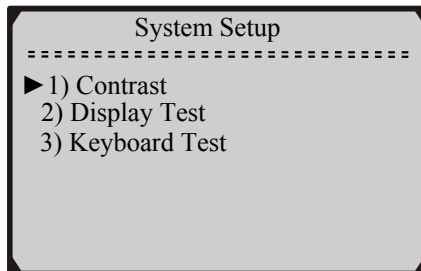 System Setup
==============================
►1) Contrast
2) Display Test
3) Keyboard Test